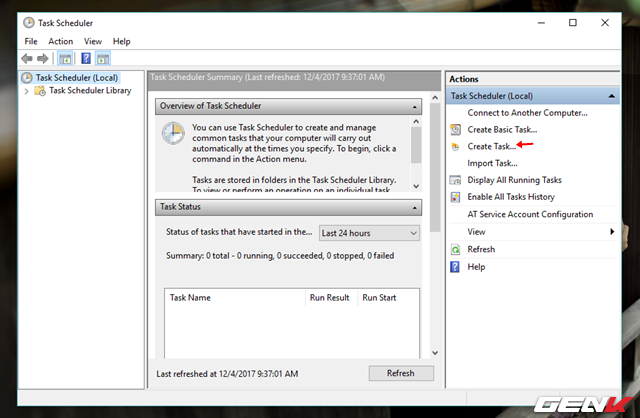 Task Scheduler
File Action View Help
Task Scheduler (Local)
Task Scheduler Library
Task Scheduler Summary (Last refreshed: 12/4/2017 9:37:01 AM)
Overview of Task Scheduler
You can use Task Scheduler to create and manage
common tasks that your computer will carry out
automatically at the times you specify. To begin, click a
command in the Action menu.
Tasks are stored in folders in the Task Scheduler Library.
To view or perform an operation on an individual task
Task Status
Status of tasks that have started in the... Last 24 hours
Summary: 0 total - 0 running, 0 succeeded, 0 stopped, 0 failed
Task Name Run Result Run Start
Last refreshed at 12/4/2017 9:37:01 AM Refresh
Actions
Task Scheduler (Local)
Connect to Another Computer...
Create Basic Task...
Create Task...
Import Task...
Display All Running Tasks
Enable All Tasks History
AT Service Account Configuration
View
Refresh
Help
GENK